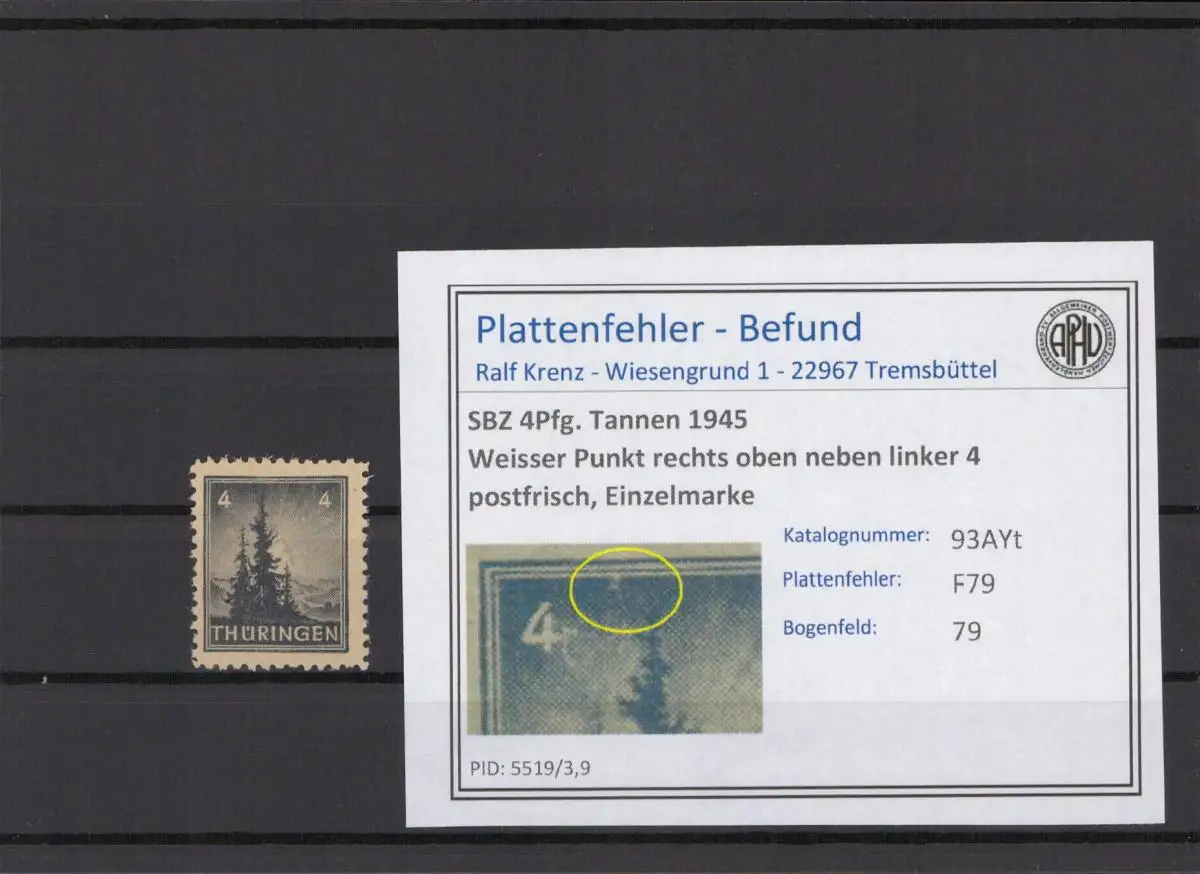 4 4
THÜRINGEN
Plattenfehler - Befund
Ralf Krenz - Wiesengrund 1 - 22967 Tremsbüttel
APHV
SBZ 4Pfg. Tannen 1945
Weisser Punkt rechts oben neben linker 4
postfrisch, Einzelmarke
4
Katalognummer: 93AYt
Plattenfehler: F79
Bogenfeld: 79
PID: 5519/3,9